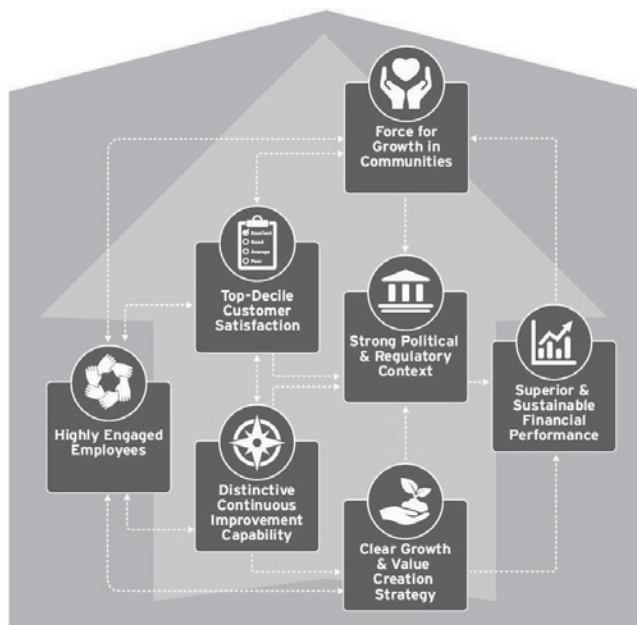 Force for
Growth in
Communities
Excellent
Good
Average
Poor
Top-Decile
Customer
Satisfaction
Strong Political
& Regulatory
Context
Superior &
Sustainable
Financial
Performance
Highly Engaged
Employees
Distinctive
Continuous
Improvement
Capability
Clear Growth
& Value
Creation
Strategy